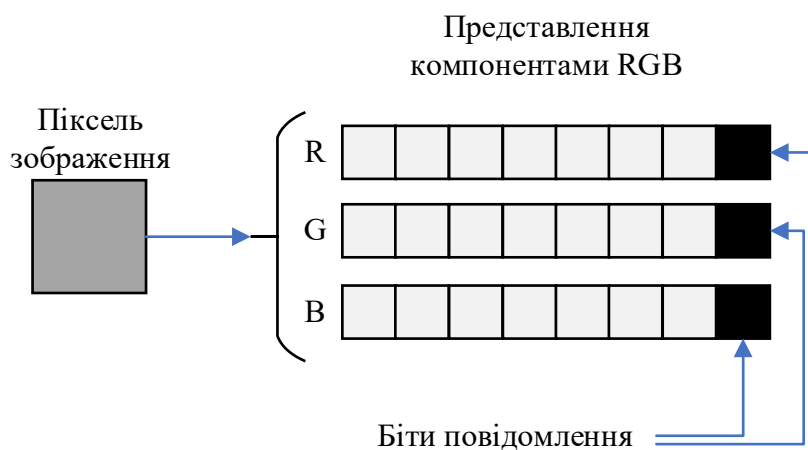 Представлення
компонентами RGB
Піксель
зображення
R
G
B
Біти повідомлення